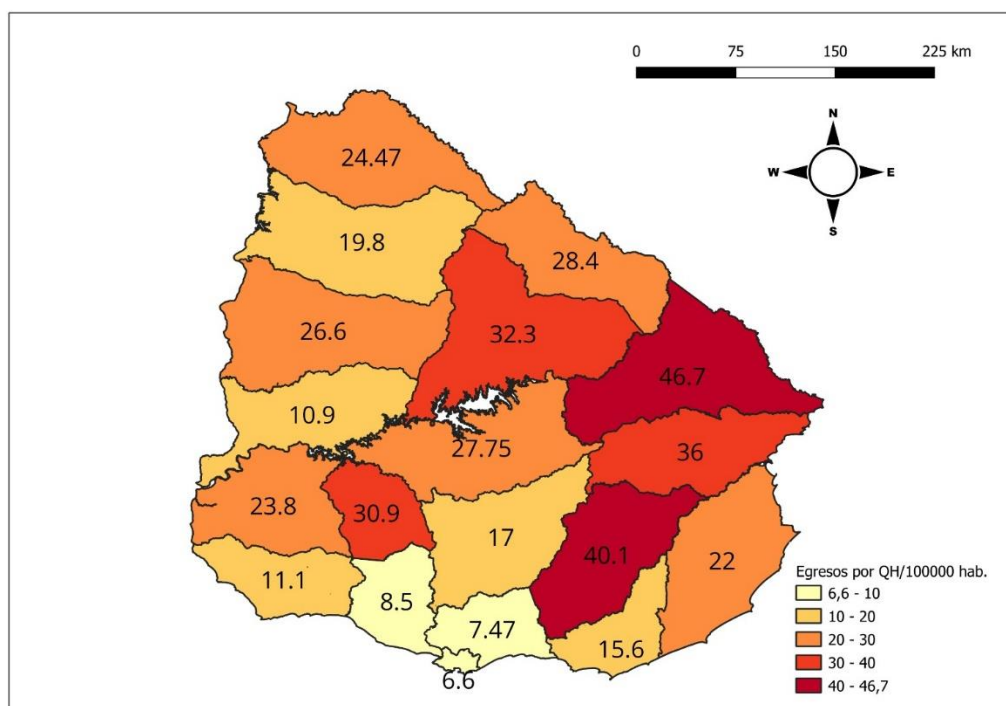 0 75 150 225 km
N
W E
S
24.47
19.8
28.4
26.6
32.3
46.7
10.9
27.75
36
23.8
30.9
17
40.1
22
11.1
8.5
7.47
15.6
6.6
Egresos por QH/100000 hab.
6,6 - 10
10 - 20
20 - 30
30 - 40
40 - 46,7